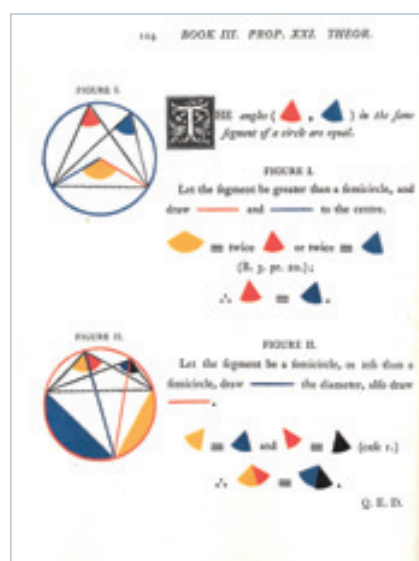 104 BOOK III. PROP. XXI. THEOR.
FIGURE I.
THE angles ( , ) in the ſame
ſegment of a circle are equal.
FIGURE I.
Let the ſegment be greater than a ſemicircle, and
draw and to the centre.
= twice or twice =
(B. 3. pr. 20.);
∴ = .
FIGURE II.
FIGURE II.
Let the ſegment be a ſemicircle, or leſs than a
ſemicircle, draw the diameter, alſo draw
.
= and = (caſe 1.)
∴ = .
Q. E. D.